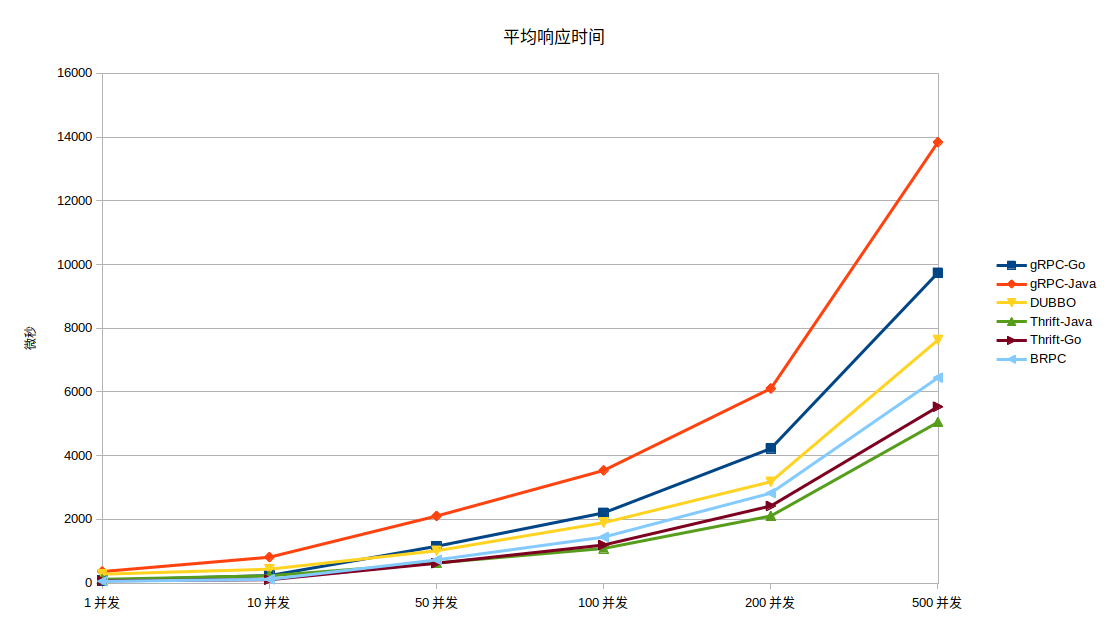 平均响应时间
16000
14000
12000
10000
8000
6000
4000
2000
0
微秒
1 并发
10 并发
50 并发
100 并发
200 并发
500 并发
gRPC-Go
gRPC-Java
DUBBO
Thrift-Java
Thrift-Go
BRPC